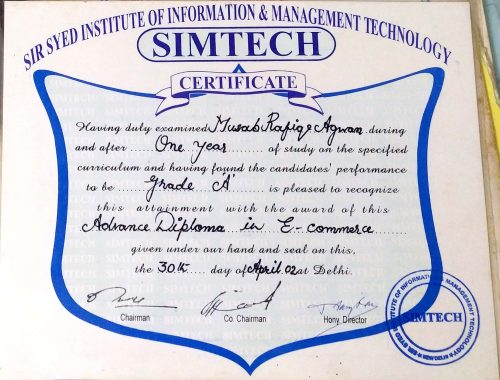 SIR SYED INSTITUTE OF INFORMATION & MANAGEMENT TECHNOLOGY
SIMTECH
CERTIFICATE
Having duly examined Musab Rafiqe Agwan during
and after One year of study on the specified
curriculum and having found the candidates' performance
to be Grade 'A' is pleased to recognize
this attainment with the award of this
Advance Diploma in E-commerce
given under our hand and seal on this,
the 30th day of April. 02 at Delhi.
Chairman
Co. Chairman
Hony. Director
SIMTECH